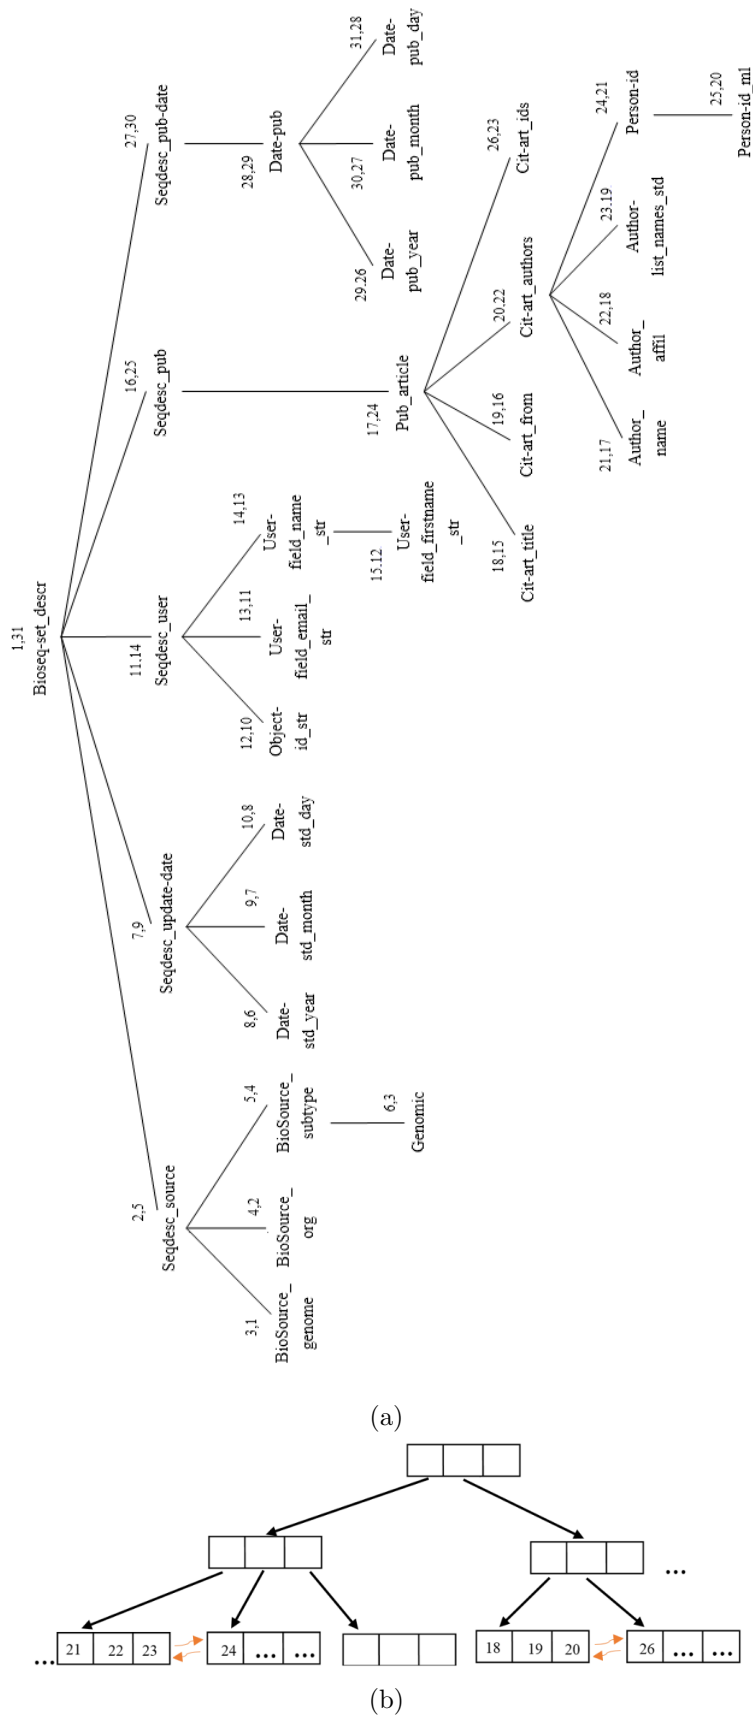 1,31
Bioseq-set_descr
2,5
Seqdesc_source
7,9
Seqdesc_update-date
11.14
Seqdesc_user
16,25
Seqdesc_pub
27,30
Seqdesc_pub-date
3,1
BioSource_
genome
4,2
BioSource_
org
5,4
BioSource_
subtype
8,6
Date-
std_year
9,7
Date-
std_month
10,8
Date-
std_day
12,10
Object-
id_str
13,11
User-
field_email_
str
14,13
User-
field_name
_str
28,29
Date-pub
6,3
Genomic
15.12
User-
field_firstname
_str
17,24
Pub_article
29.26
Date-
pub_year
30,27
Date-
pub_month
31,28
Date-
pub_day
18,15
Cit-art_title
19,16
Cit-art_from
20.22
Cit-art_authors
26,23
Cit-art_ids
21,17
Author_
name
22,18
Author_
affil
23.19
Author-
list_names_std
24,21
Person-id
25,20
Person-id_ml
(a)
...
... 21 22 23 24 ... ... 18 19 20 26 ... ...
(b)